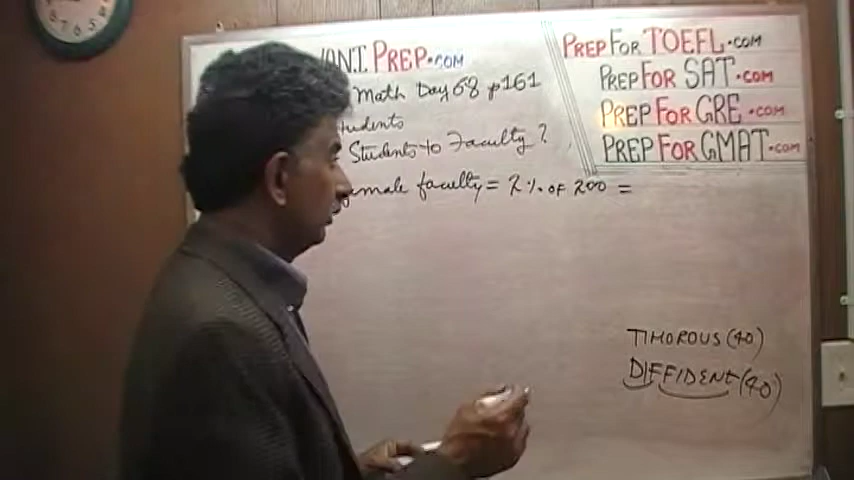 PREP.COM
Math Day 68 p161
Students to Faculty?
female faculty = 2% OF 200 =
PREP FOR TOEFL.COM
PREP FOR SAT.COM
PREP FOR GRE.COM
PREP FOR GMAT.COM
TIMOROUS (40)
DIFFIDENT (40)